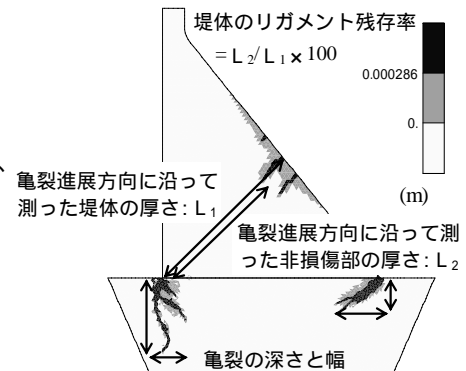 堤体のリガメント残存率
= L₂/ L₁ × 100
0.000286
0.
(m)
、
亀裂進展方向に沿って
測った堤体の厚さ: L₁
亀裂進展方向に沿って測
った非損傷部の厚さ: L₂
亀裂の深さと幅